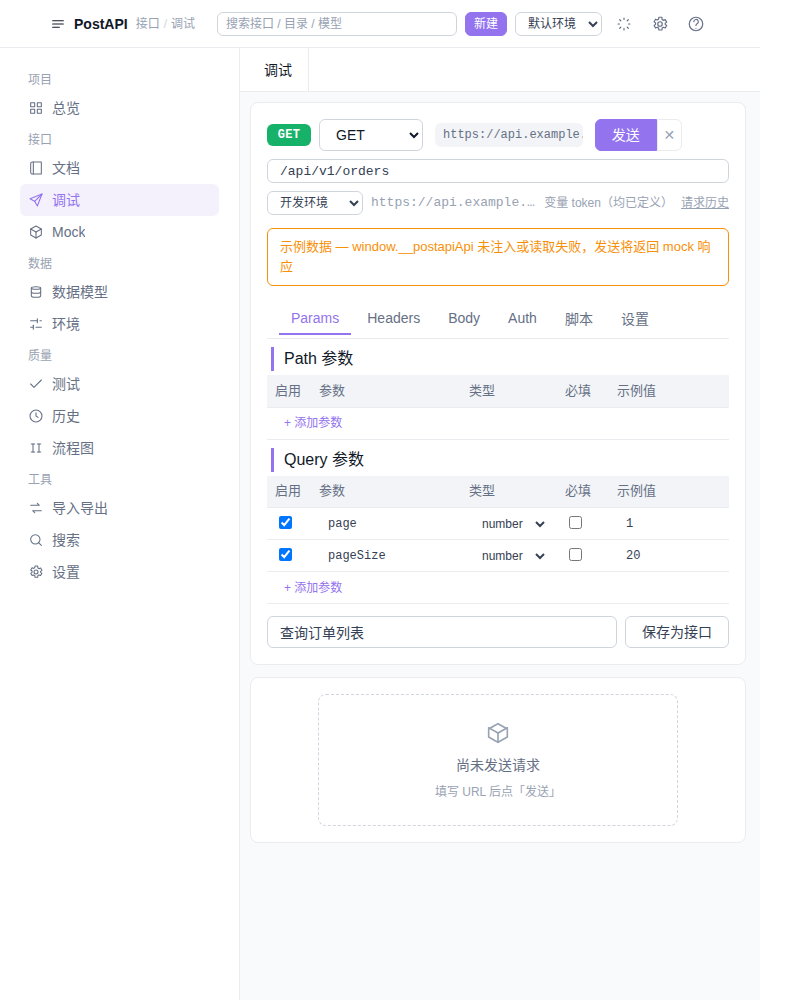 PostAPI 接口 / 调试 搜索接口 / 目录 / 模型 新建 默认环境
项目
总览
接口
文档
调试
Mock
数据
数据模型
环境
质量
测试
历史
流程图
工具
导入导出
搜索
设置
调试
GET GET https://api.example. 发送 ✕
/api/v1/orders
开发环境 https://api.example.… 变量 token（均已定义） 请求历史
示例数据 — window.__postapiApi 未注入或读取失败，发送将返回 mock 响
应
Params Headers Body Auth 脚本 设置
Path 参数
启用 参数 类型 必填 示例值
+ 添加参数
Query 参数
启用 参数 类型 必填 示例值
page number 1
pageSize number 20
+ 添加参数
查询订单列表 保存为接口
尚未发送请求
填写 URL 后点「发送」